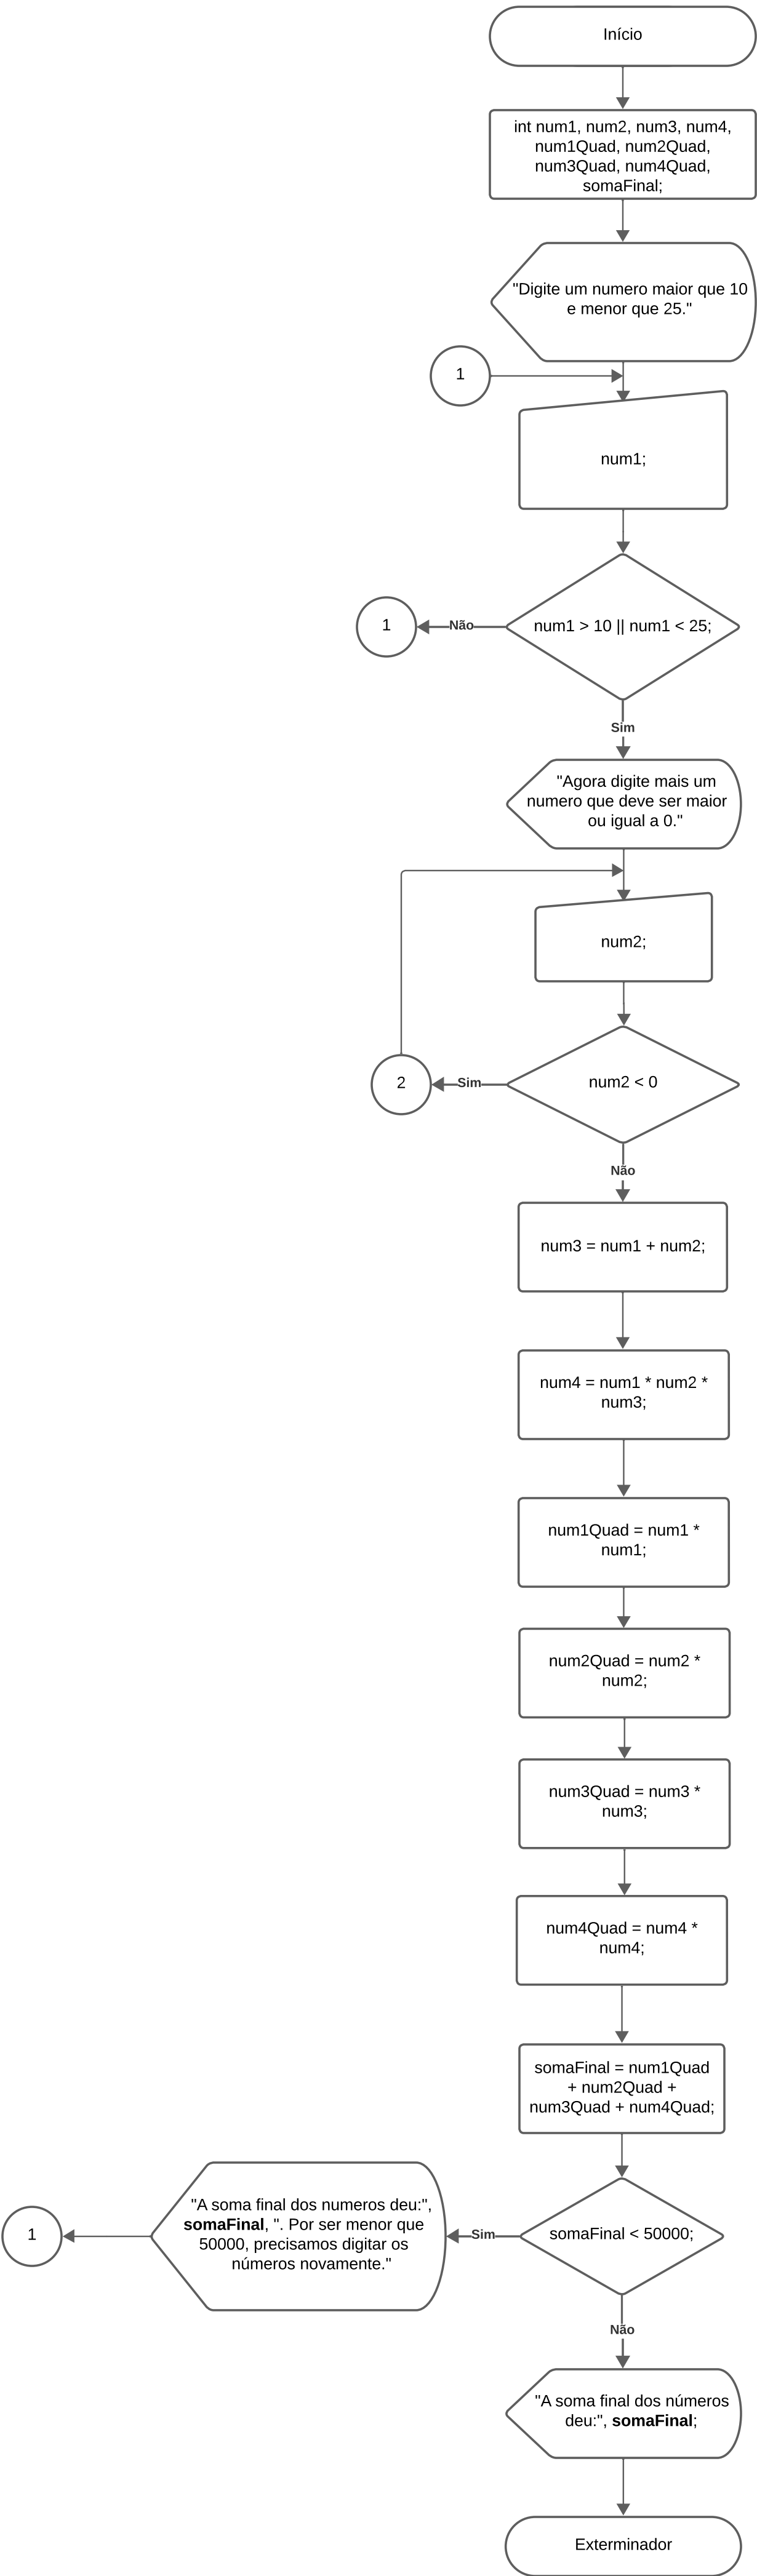 Início
int num1, num2, num3, num4,
num1Quad, num2Quad,
num3Quad, num4Quad,
somaFinal;
"Digite um numero maior que 10
e menor que 25."
1
num1;
num1 > 10 || num1 < 25;
Não
1
Sim
"Agora digite mais um
numero que deve ser maior
ou igual a 0."
num2;
num2 < 0
Sim
2
Não
num3 = num1 + num2;
num4 = num1 * num2 *
num3;
num1Quad = num1 *
num1;
num2Quad = num2 *
num2;
num3Quad = num3 *
num3;
num4Quad = num4 *
num4;
somaFinal = num1Quad
+ num2Quad +
num3Quad + num4Quad;
somaFinal < 50000;
Sim
"A soma final dos numeros deu:",
somaFinal, ". Por ser menor que
50000, precisamos digitar os
números novamente."
1
Não
"A soma final dos números
deu:", somaFinal;
Exterminador